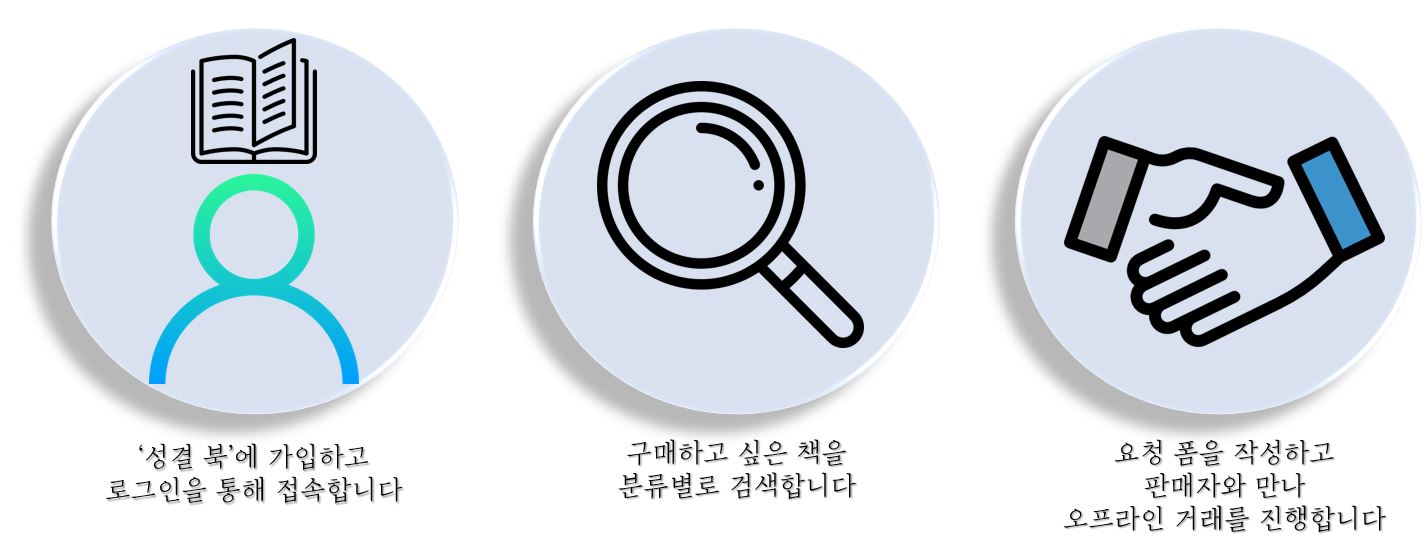 ‘성결 북’에 가입하고
로그인을 통해 접속합니다
구매하고 싶은 책을
분류별로 검색합니다
요청 폼을 작성하고
판매자와 만나
오프라인 거래를 진행합니다